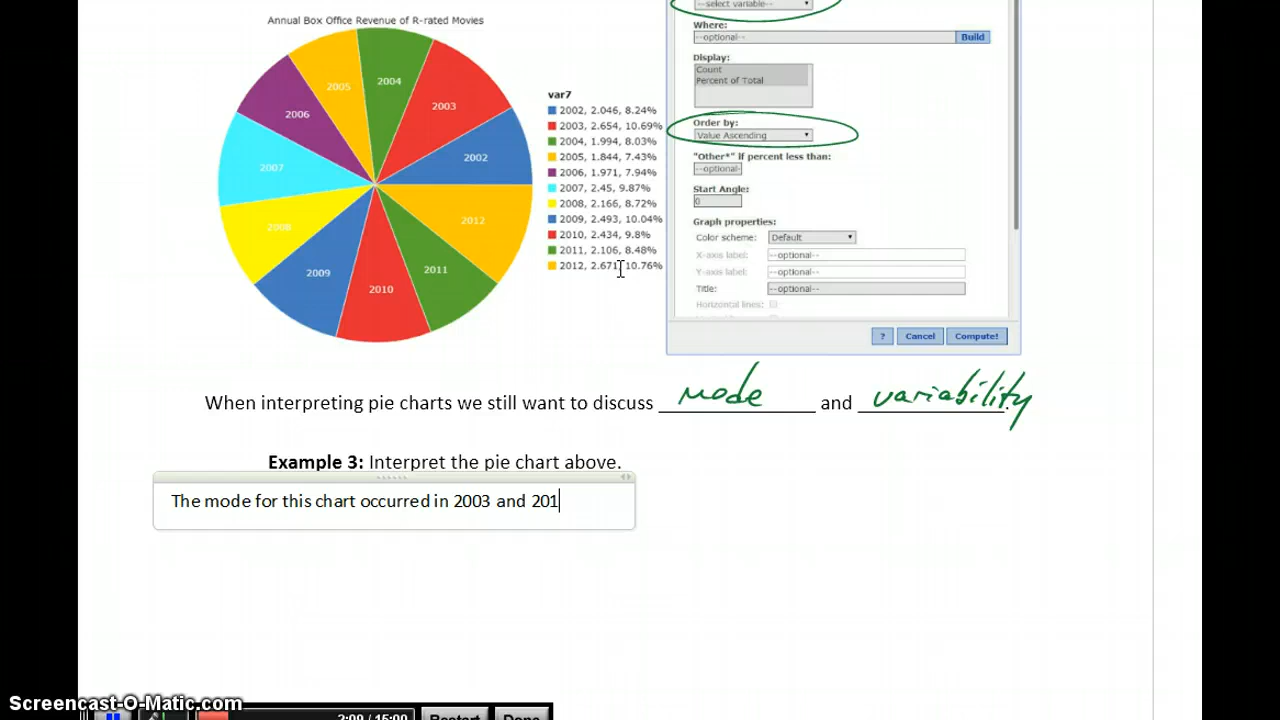 Annual Box Office Revenue of R-rated Movies
2004
2005
2003
2006
2002
2007
2012
2008
2011
2009
2010
var7
2002, 2.046, 8.24%
2003, 2.654, 10.69%
2004, 1.994, 8.03%
2005, 1.844, 7.43%
2006, 1.971, 7.94%
2007, 2.45, 9.87%
2008, 2.166, 8.72%
2009, 2.493, 10.04%
2010, 2.434, 9.8%
2011, 2.106, 8.48%
2012, 2.671, 10.76%
--select variable--
Where:
--optional-- Build
Display:
Count
Percent of Total
Order by:
Value Ascending
"Other*" if percent less than:
--optional-
Start Angle:
0
Graph properties:
Color scheme: Default
X-axis label: --optional--
Y-axis label: --optional--
Title: --optional--
Horizontal lines:
? Cancel Compute!
When interpreting pie charts we still want to discuss mode and variability.
Example 3: Interpret the pie chart above.
The mode for this chart occurred in 2003 and 201
Screencast-O-Matic.com
2:09 / 15:00 Restart Done